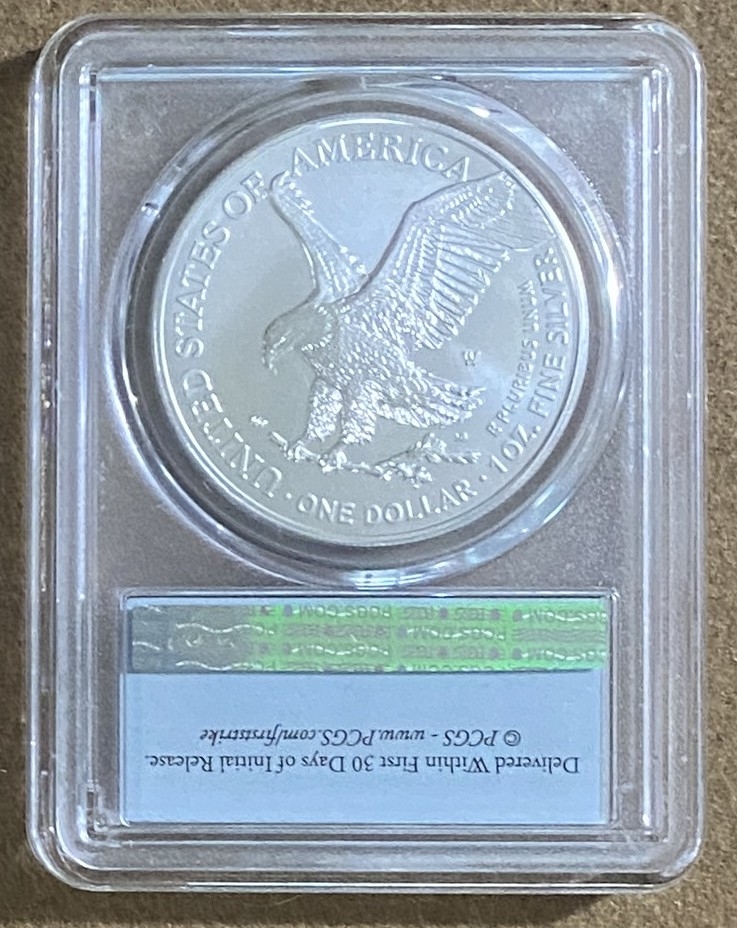 UNITED STATES OF AMERICA
E PLURIBUS UNUM
· ONE DOLLAR · 1 OZ. FINE SILVER
PCGS.COM
Delivered Within First 30 Days of Initial Release.
© PCGS - www.PCGS.com/firststrike